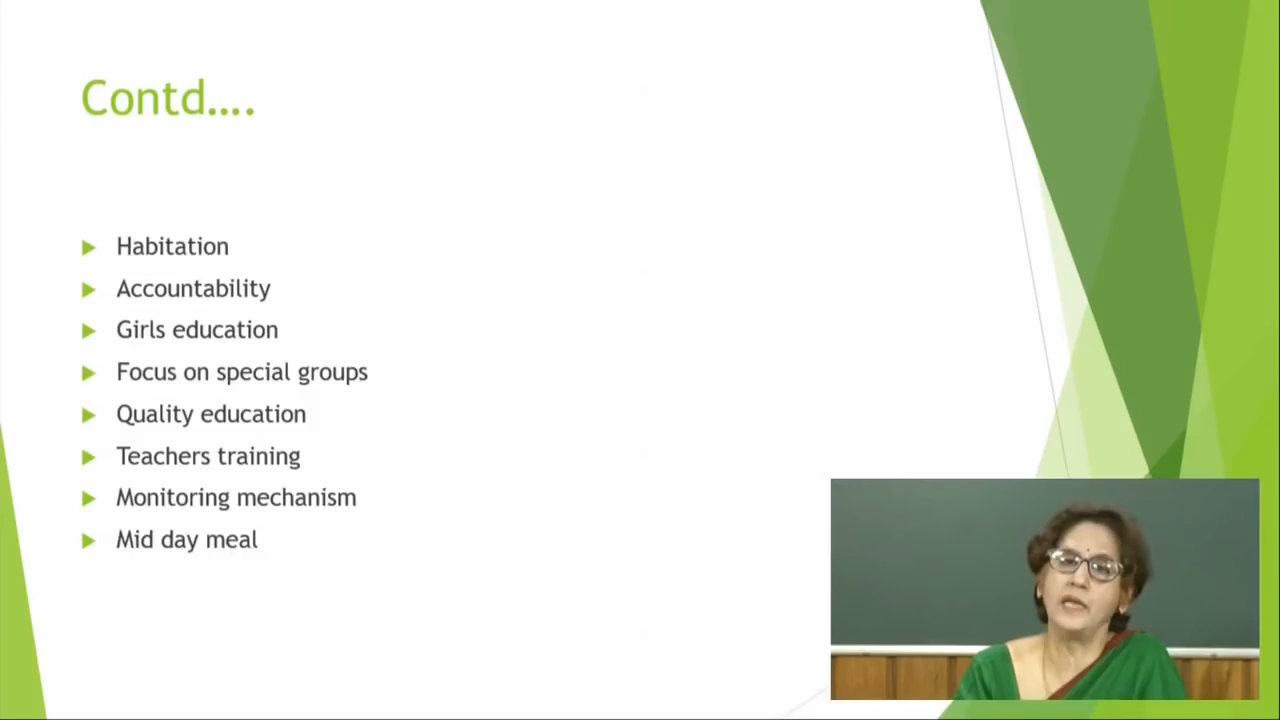 Contd....
Habitation
Accountability
Girls education
Focus on special groups
Quality education
Teachers training
Monitoring mechanism
Mid day meal